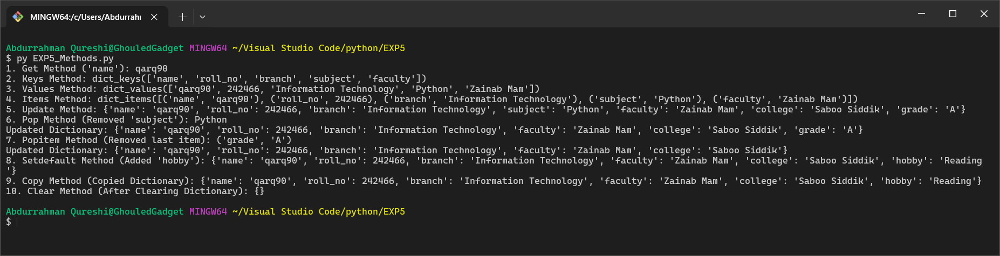 MINGW64:/c/Users/Abdurrahr
Abdurrahman Qureshi@GhouledGadget MINGW64 ~/Visual Studio Code/python/EXP5
$ py EXP5_Methods.py
1. Get Method ('name'): qarq90
2. Keys Method: dict_keys(['name', 'roll_no', 'branch', 'subject', 'faculty'])
3. Values Method: dict_values(['qarq90', 242466, 'Information Technology', 'Python', 'Zainab Mam'])
4. Items Method: dict_items([('name', 'qarq90'), ('roll_no', 242466), ('branch', 'Information Technology'), ('subject', 'Python'), ('faculty', 'Zainab Mam')])
5. Update Method: {'name': 'qarq90', 'roll_no': 242466, 'branch': 'Information Technology', 'subject': 'Python', 'faculty': 'Zainab Mam', 'college': 'Saboo Siddik', 'grade': 'A'}
6. Pop Method (Removed 'subject'): Python
Updated Dictionary: {'name': 'qarq90', 'roll_no': 242466, 'branch': 'Information Technology', 'faculty': 'Zainab Mam', 'college': 'Saboo Siddik', 'grade': 'A'}
7. Popitem Method (Removed last item): ('grade', 'A')
Updated Dictionary: {'name': 'qarq90', 'roll_no': 242466, 'branch': 'Information Technology', 'faculty': 'Zainab Mam', 'college': 'Saboo Siddik'}
8. Setdefault Method (Added 'hobby'): {'name': 'qarq90', 'roll_no': 242466, 'branch': 'Information Technology', 'faculty': 'Zainab Mam', 'college': 'Saboo Siddik', 'hobby': 'Reading
'}
9. Copy Method (Copied Dictionary): {'name': 'qarq90', 'roll_no': 242466, 'branch': 'Information Technology', 'faculty': 'Zainab Mam', 'college': 'Saboo Siddik', 'hobby': 'Reading'}
10. Clear Method (After Clearing Dictionary): {}
Abdurrahman Qureshi@GhouledGadget MINGW64 ~/Visual Studio Code/python/EXP5
$